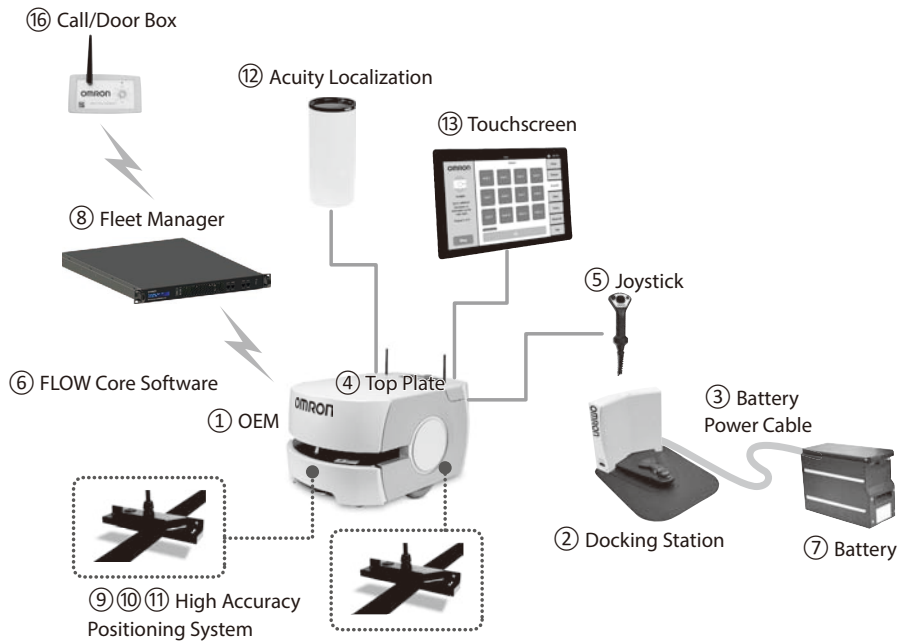 ⑯ Call/Door Box
OMRON
⑫ Acuity Localization
⑬ Touchscreen
OMRON
⑧ Fleet Manager
⑤ Joystick
⑥ FLOW Core Software
④ Top Plate
OMRON
① OEM
③ Battery
Power Cable
OMRON
② Docking Station
⑦ Battery
⑨⑩⑪ High Accuracy
Positioning System